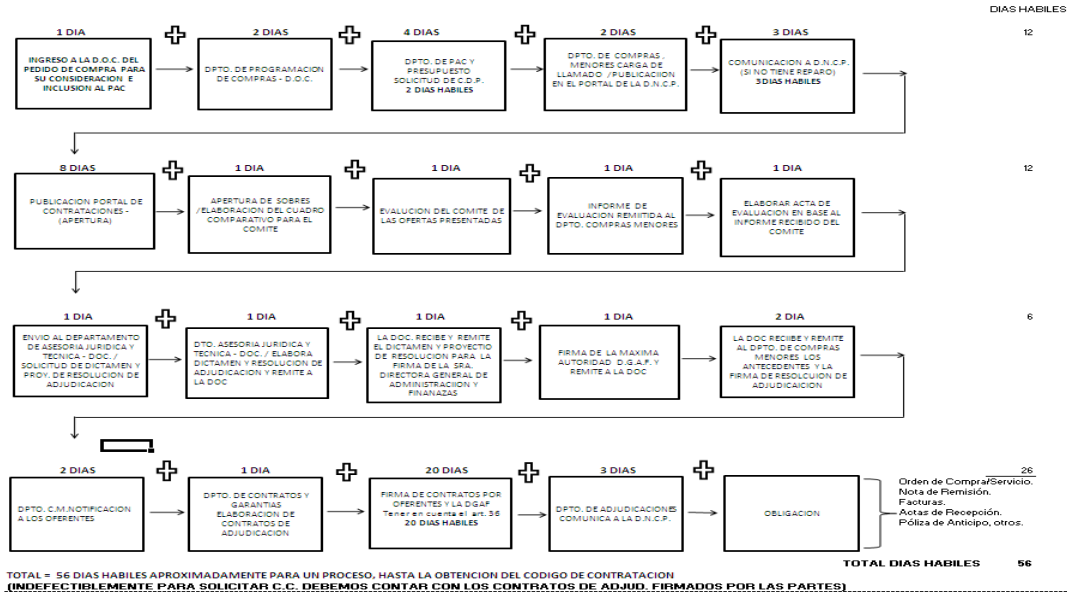 DIAS HABILES
1 DIA
2 DIAS
4 DIAS
2 DIAS
3 DIAS
12
INGRESO A LA D.O.C. DEL
PEDIDO DE COMPRA PARA
SU CONSIDERACION E
INCLUSION AL PAC
DPTO. DE PROGRAMACION
DE COMPRAS - D.O.C.
DPTO. DE PAC Y
PRESUPUESTO
SOLICITUD DE C.D.P.
2 DIAS HABILES
DPTO. DE COMPRAS ,
MENORES CARGA DE
LLAMADO /PUBLICACIION
EN EL PORTAL DE LA D.N.C.P.
COMUNICACION A D.N.C.P.
(SI NO TIENE REPARO)
3DIAS HABILES
8 DIAS
1 DIA
1 DIA
1 DIA
1 DIA
12
PUBLICACION PORTAL DE
CONTRATACIONES -
(APERTURA)
APERTURA DE SOBRES
/ELABORACION DEL CUADRO
COMPARATIVO PARA EL
COMITE
EVALUCION DEL COMITE DE
LAS OFERTAS PRESENTADAS
INFORME DE
EVALUACION REMITIDA AL
DPTO. COMPRAS MENORES
ELABORAR ACTA DE
EVALUACION EN BASE AL
INFORME RECIBIDO DEL
COMITE
1 DIA
1 DIA
1 DIA
1 DIA
2 DIA
6
ENVIO AL DEPARTAMENTO
DE ASESORIA JURIDICA Y
TECNICA - DOC. /
SOLICITUD DE DICTAMEN Y
PROY. DE RESOLUCION DE
ADJUDICACION
DTO. ASESORIA JURIDICA Y
TECNICA - DOC. / ELABORA
DICTAMEN Y RESOLUCION DE
ADJUDICACION Y REMITE A
LA DOC
LA DOC. RECIBE Y REMITE
EL DICTAMEN Y PROYECTIO
DE RESOLUCION PARA LA
FIRMA DE LA SRA.
DIRECTORA GENERAL DE
ADMINISTRACIION Y
FINANZAS
FIRMA DE LA MAXIMA
AUTORIDAD D.G.A.F. Y
REMITE A LA DOC
LA DOC RECIIBE Y REMITE
AL DPTO. DE COMPRAS
MENORES LOS
ANTECEDENTES Y LA
FIRMA DE RESOLCUION DE
ADJUDICAICION
2 DIAS
1 DIA
20 DIAS
3 DIAS
26
DPTO. C.M.NOTIFICACION
A LOS OFERENTES
DPTO. DE CONTRATOS Y
GARANTIAS
ELABORACION DE
CONTRATOS DE
ADJUDICACION
FIRMA DE CONTRATOS POR
OFERENTES Y LA DGAF
Tener en cuenta el art. 36
20 DIAS HABILES
DPTO. DE ADJUDICACIONES
COMUNICA A LA D.N.C.P.
OBLIGACION
Orden de Compra/Servicio.
Nota de Remisión.
Facturas.
Actas de Recepción.
Póliza de Anticipo, otros.
TOTAL DIAS HABILES 56
TOTAL = 56 DIAS HABILES APROXIMADAMENTE PARA UN PROCESO, HASTA LA OBTENCION DEL CODIGO DE CONTRATACION
(INDEFECTIBLEMENTE PARA SOLICITAR C.C. DEBEMOS CONTAR CON LOS CONTRATOS DE ADJUD. FIRMADOS POR LAS PARTES)